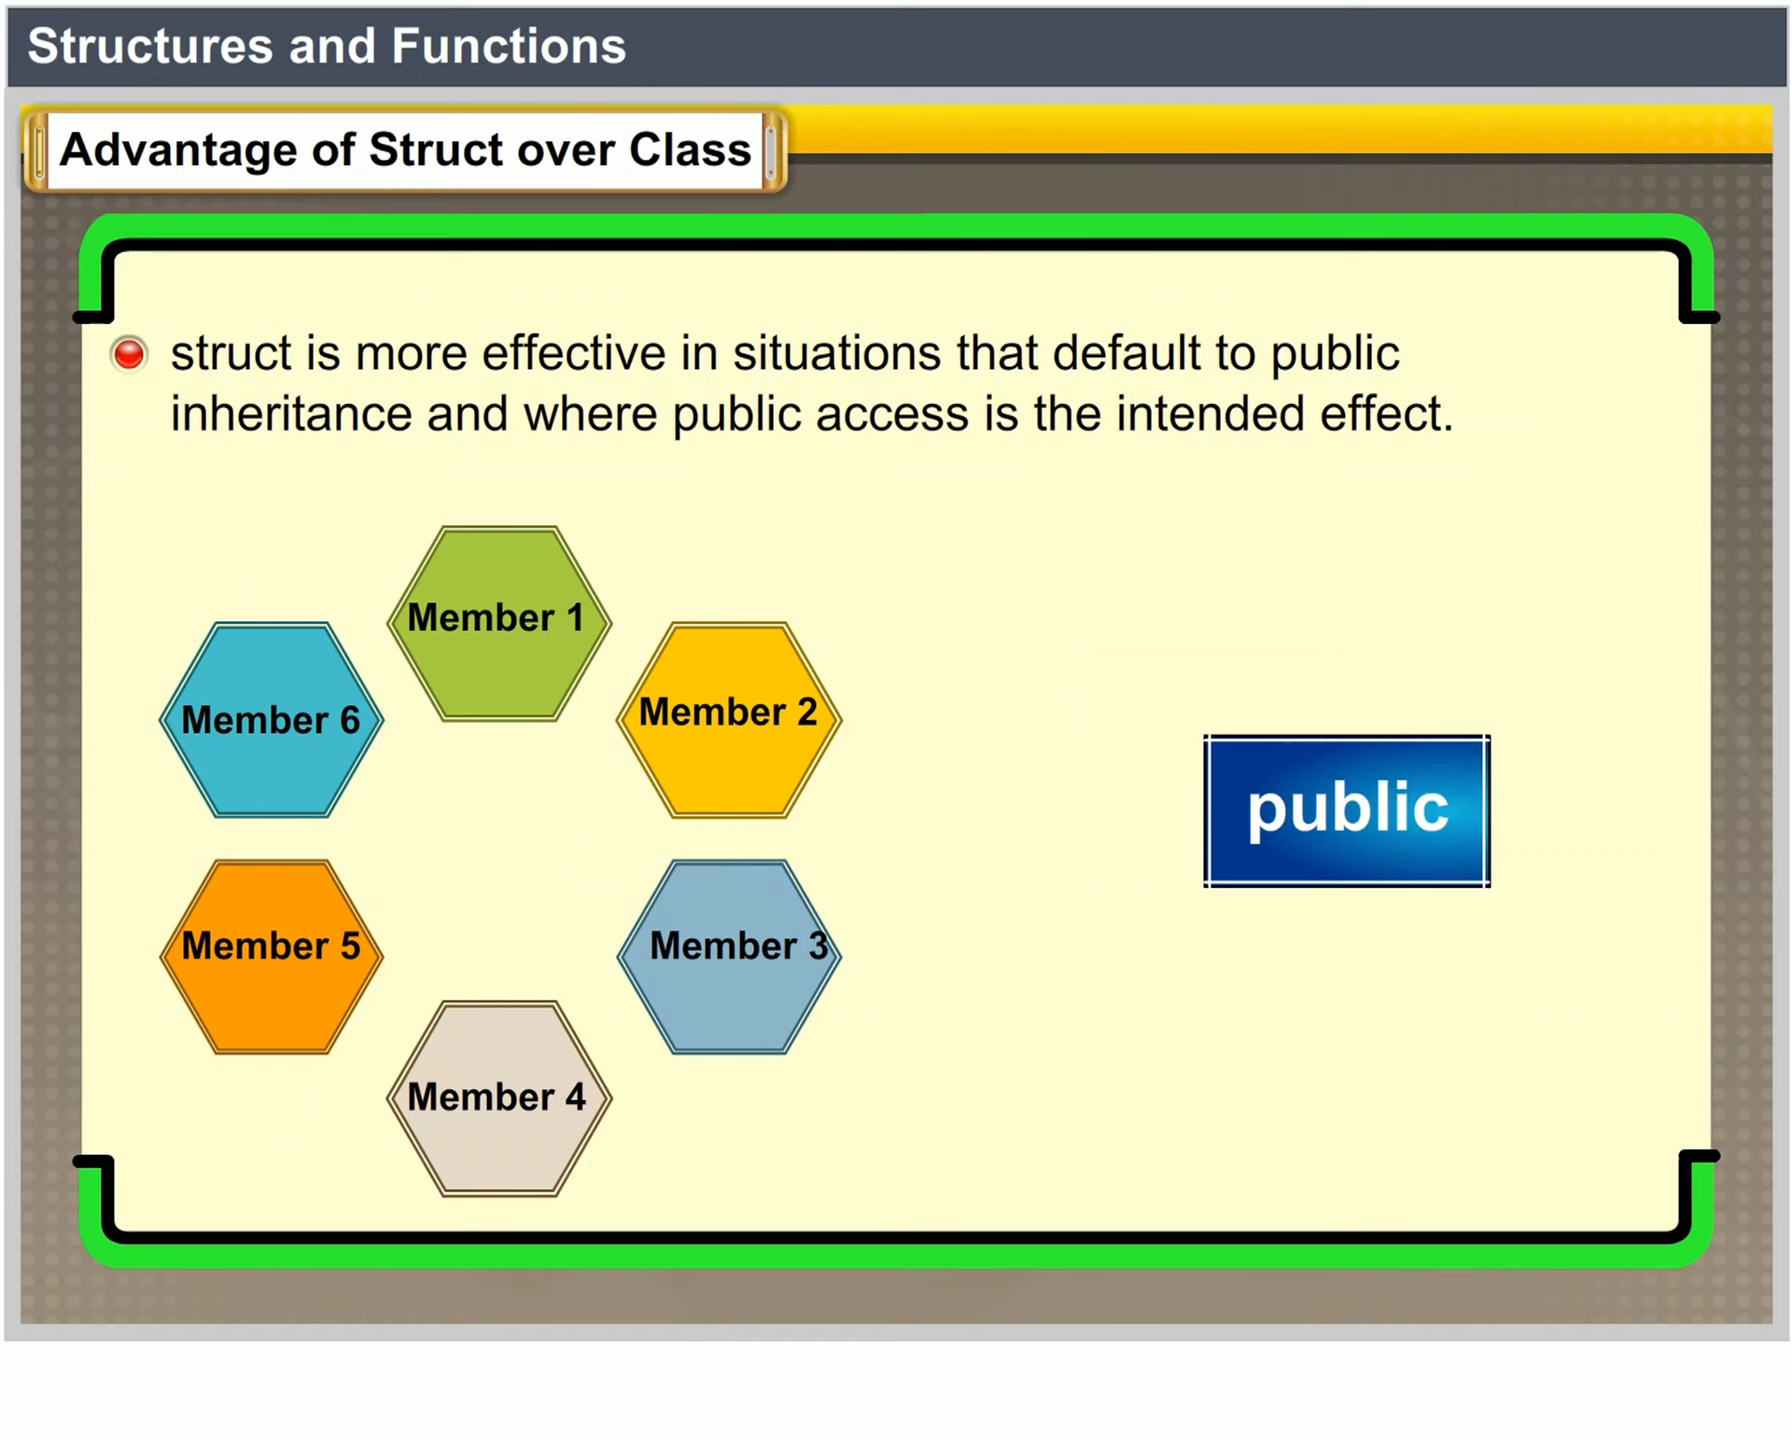 Structures and Functions
Advantage of Struct over Class
struct is more effective in situations that default to public
inheritance and where public access is the intended effect.
Member 1
Member 2
Member 6
public
Member 5
Member 3
Member 4